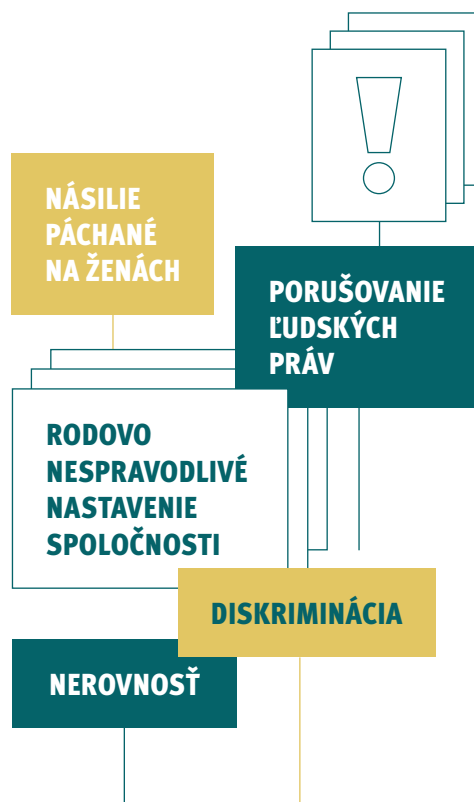 !
NÁSILIE
PÁCHANÉ
NA ŽENÁCH
PORUŠOVANIE
ĽUDSKÝCH
PRÁV
RODOVO
NESPRAVODLIVÉ
NASTAVENIE
SPOLOČNOSTI
DISKRIMINÁCIA
NEROVNOSŤ